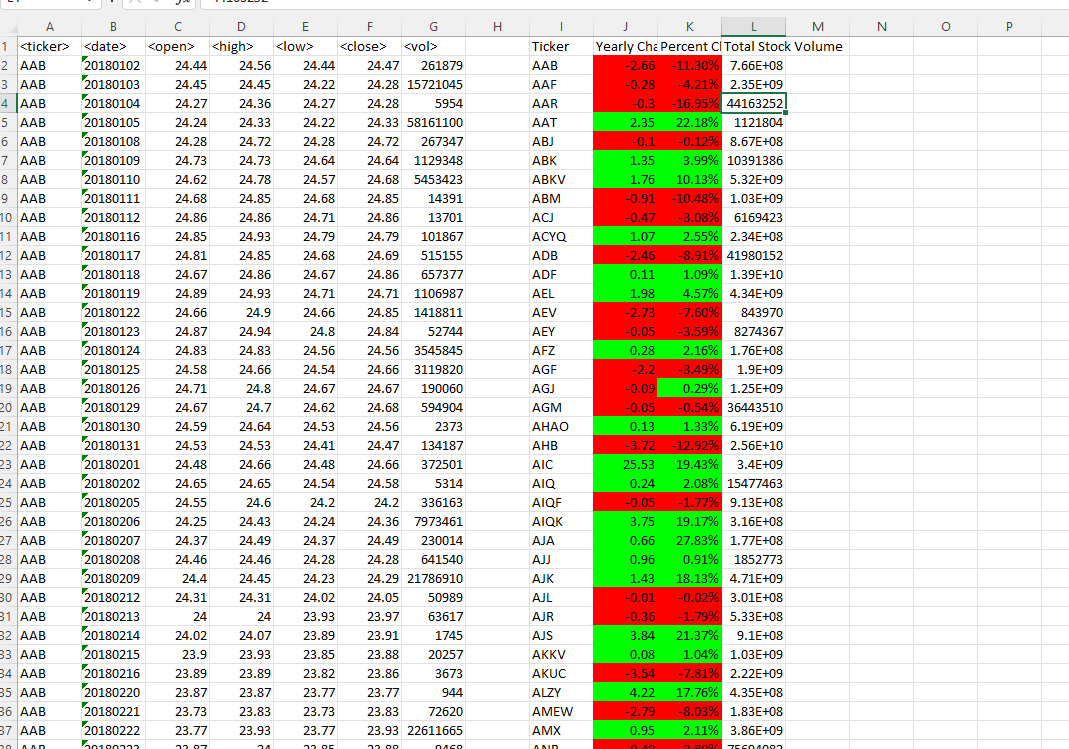 A B C D E F G H I J K L M N O P
1 <ticker> <date> <open> <high> <low> <close> <vol> Ticker Yearly Cha Percent Cl Total Stock Volume
2 AAB 20180102 24.44 24.56 24.44 24.47 261879 AAB -2.66 -11.30% 7.66E+08
3 AAB 20180103 24.45 24.45 24.22 24.28 15721045 AAF -0.28 -4.21% 2.35E+09
4 AAB 20180104 24.27 24.36 24.27 24.28 5954 AAR -0.3 -16.95% 44163252
5 AAB 20180105 24.24 24.33 24.22 24.33 58161100 AAT 2.35 22.18% 1121804
6 AAB 20180108 24.28 24.72 24.28 24.72 267347 ABJ -0.1 -0.12% 8.67E+08
7 AAB 20180109 24.73 24.73 24.64 24.64 1129348 ABK 1.35 3.99% 10391386
8 AAB 20180110 24.62 24.78 24.57 24.68 5453423 ABKV 1.76 10.13% 5.32E+09
9 AAB 20180111 24.68 24.85 24.68 24.85 14391 ABM -0.91 -10.48% 1.03E+09
10 AAB 20180112 24.86 24.86 24.71 24.86 13701 ACJ -0.47 -3.08% 6169423
11 AAB 20180116 24.85 24.93 24.79 24.79 101867 ACYQ 1.07 2.55% 2.34E+08
12 AAB 20180117 24.81 24.85 24.68 24.69 515155 ADB -2.46 -8.91% 41980152
13 AAB 20180118 24.67 24.86 24.67 24.86 657377 ADF 0.11 1.09% 1.39E+10
14 AAB 20180119 24.89 24.93 24.71 24.71 1106987 AEL 1.98 4.57% 4.34E+09
15 AAB 20180122 24.66 24.9 24.66 24.85 1418811 AEV -2.73 -7.60% 843970
16 AAB 20180123 24.87 24.94 24.8 24.84 52744 AEY -0.05 -3.59% 8274367
17 AAB 20180124 24.83 24.83 24.56 24.56 3545845 AFZ 0.28 2.16% 1.76E+08
18 AAB 20180125 24.58 24.66 24.54 24.66 3119820 AGF -2.2 -3.49% 1.9E+09
19 AAB 20180126 24.71 24.8 24.67 24.67 190060 AGJ -0.09 0.29% 1.25E+09
20 AAB 20180129 24.67 24.7 24.62 24.68 594904 AGM -0.05 -0.54% 36443510
21 AAB 20180130 24.59 24.64 24.53 24.56 2373 AHAO 0.13 1.33% 6.19E+09
22 AAB 20180131 24.53 24.53 24.41 24.47 134187 AHB -3.72 -12.92% 2.56E+10
23 AAB 20180201 24.48 24.66 24.48 24.66 372501 AIC 25.53 19.43% 3.4E+09
24 AAB 20180202 24.65 24.65 24.54 24.58 5314 AIQ 0.24 2.08% 15477463
25 AAB 20180205 24.55 24.6 24.2 24.2 336163 AIQF -0.05 -1.77% 9.13E+08
26 AAB 20180206 24.25 24.43 24.24 24.36 7973461 AIQK 3.75 19.17% 3.16E+08
27 AAB 20180207 24.37 24.49 24.37 24.49 230014 AJA 0.66 27.83% 1.77E+08
28 AAB 20180208 24.46 24.46 24.28 24.28 641540 AJJ 0.96 0.91% 1852773
29 AAB 20180209 24.4 24.45 24.23 24.29 21786910 AJK 1.43 18.13% 4.71E+09
30 AAB 20180212 24.31 24.31 24.02 24.05 50989 AJL -0.01 -0.02% 3.01E+08
31 AAB 20180213 24 24 23.93 23.97 63617 AJR -0.36 -1.79% 5.33E+08
32 AAB 20180214 24.02 24.07 23.89 23.91 1745 AJS 3.84 21.37% 9.1E+08
33 AAB 20180215 23.9 23.93 23.85 23.88 20257 AKKV 0.08 1.04% 1.03E+09
34 AAB 20180216 23.89 23.89 23.82 23.86 3673 AKUC -3.54 -7.81% 2.22E+09
35 AAB 20180220 23.87 23.87 23.77 23.77 944 ALZY 4.22 17.76% 4.35E+08
36 AAB 20180221 23.73 23.83 23.73 23.83 72620 AMEW -2.79 -8.03% 1.83E+08
37 AAB 20180222 23.77 23.93 23.77 23.93 22611665 AMX 0.95 2.11% 3.86E+09